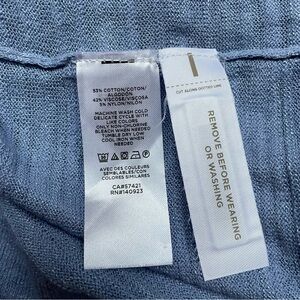 53% COTTON/COTON/
ALGODÓN
42% VISCOSE/VISCOSA
5% NYLON/NILON
MACHINE WASH COLD
DELICATE CYCLE WITH
LIKE COLORS
ONLY NON-CHLORINE
BLEACH WHEN NEEDED
TUMBLE DRY LOW
COOL IRON WHEN
NEEDED
AVEC DES COULEURS
SEMBLABLES/CON
COLORES SIMILARES
CA#57421
RN#140923
CUT ALONG DOTTED LINE
REMOVE BEFORE WEARING
OR WASHING